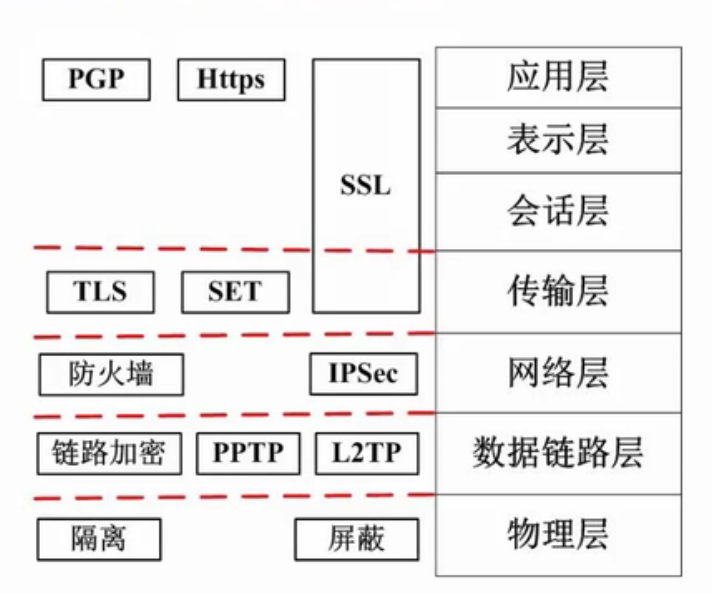 PGP Https SSL 应用层
表示层
会话层
TLS SET 传输层
防火墙 IPSec 网络层
链路加密 PPTP L2TP 数据链路层
隔离 屏蔽 物理层